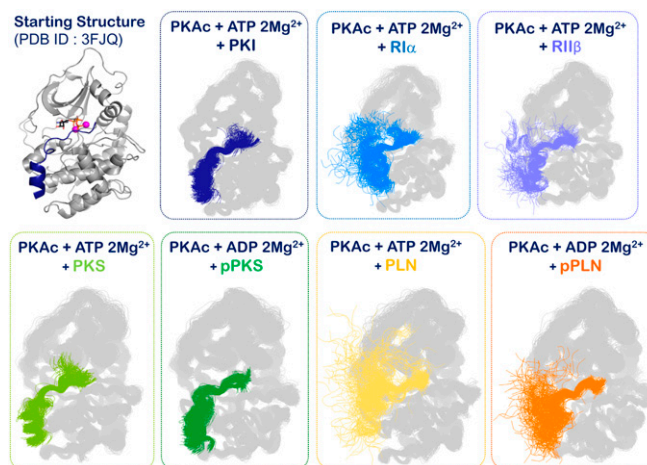 Starting Structure
(PDB ID : 3FJQ)
PKAc + ATP 2Mg²⁺
+ PKI
PKAc + ATP 2Mg²⁺
+ RIα
PKAc + ATP 2Mg²⁺
+ RIIβ
PKAc + ATP 2Mg²⁺
+ PKS
PKAc + ADP 2Mg²⁺
+ pPKS
PKAc + ATP 2Mg²⁺
+ PLN
PKAc + ADP 2Mg²⁺
+ pPLN